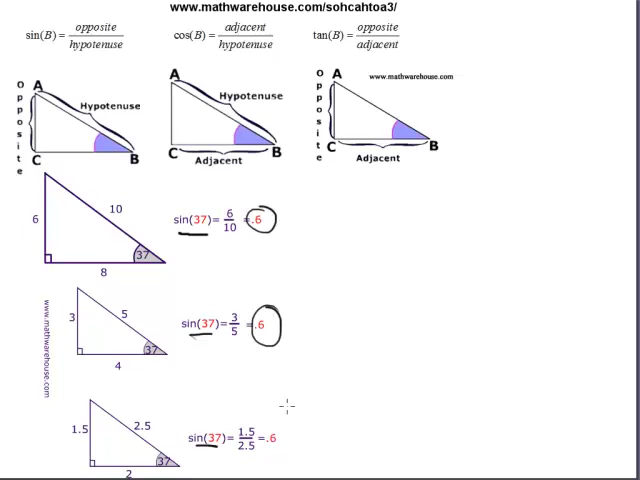 www.mathwarehouse.com/sohcahtoa3/
sin(B) = opposite / hypotenuse
cos(B) = adjacent / hypotenuse
tan(B) = opposite / adjacent
Opposite
A
Hypotenuse
C
B
A
Hypotenuse
C
B
Adjacent
Opposite
A
www.mathwarehouse.com
C
B
Adjacent
6
10
37
8
sin(37)= 6/10 =.6
www.mathwarehouse.com
3
5
37
4
sin(37)= 3/5 =.6
1.5
2.5
37
2
sin(37)= 1.5/2.5 =.6